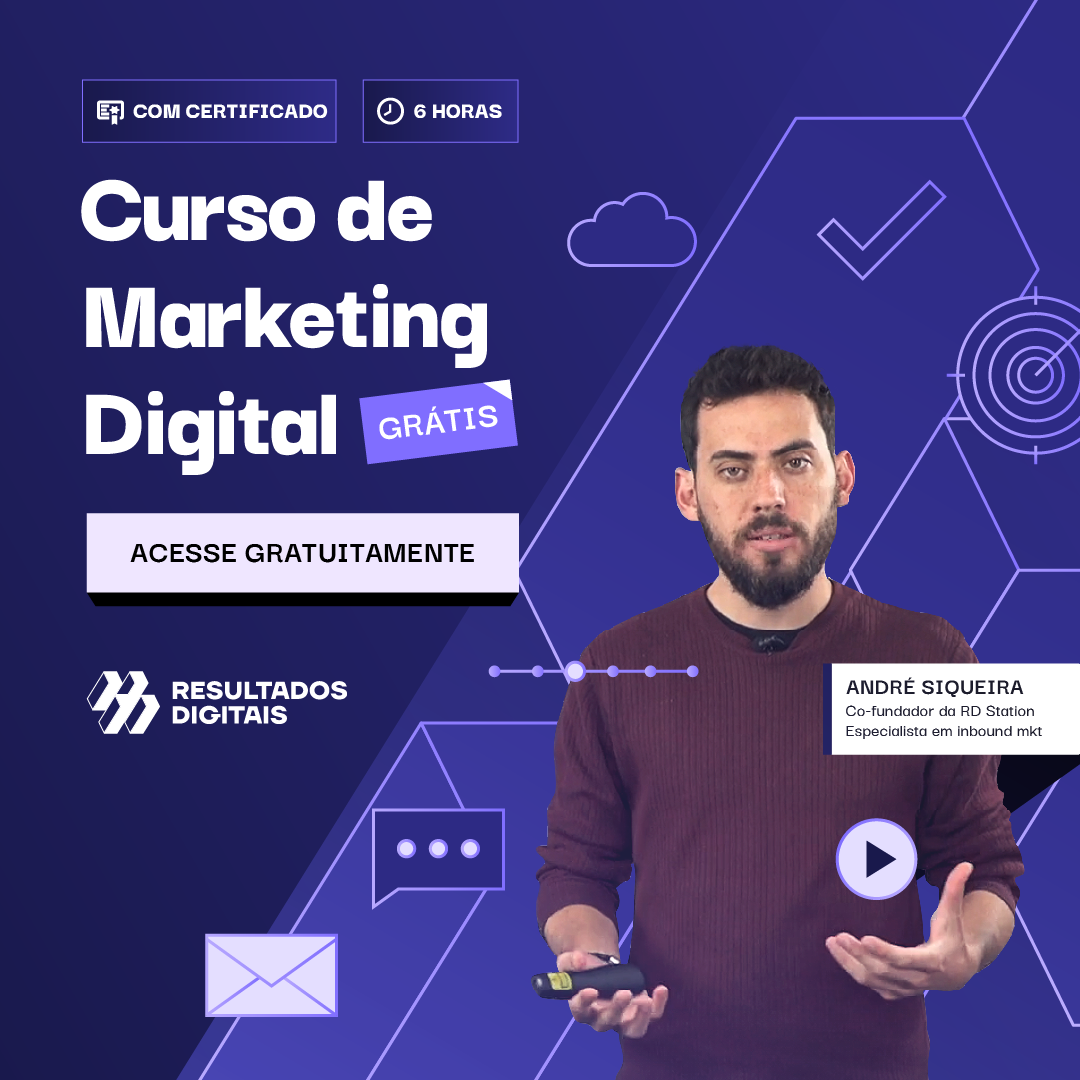 COM CERTIFICADO
6 HORAS
Curso de
Marketing
Digital
GRÁTIS
ACESSE GRATUITAMENTE
RESULTADOS
DIGITAIS
ANDRÉ SIQUEIRA
Co-fundador da RD Station
Especialista em inbound mkt